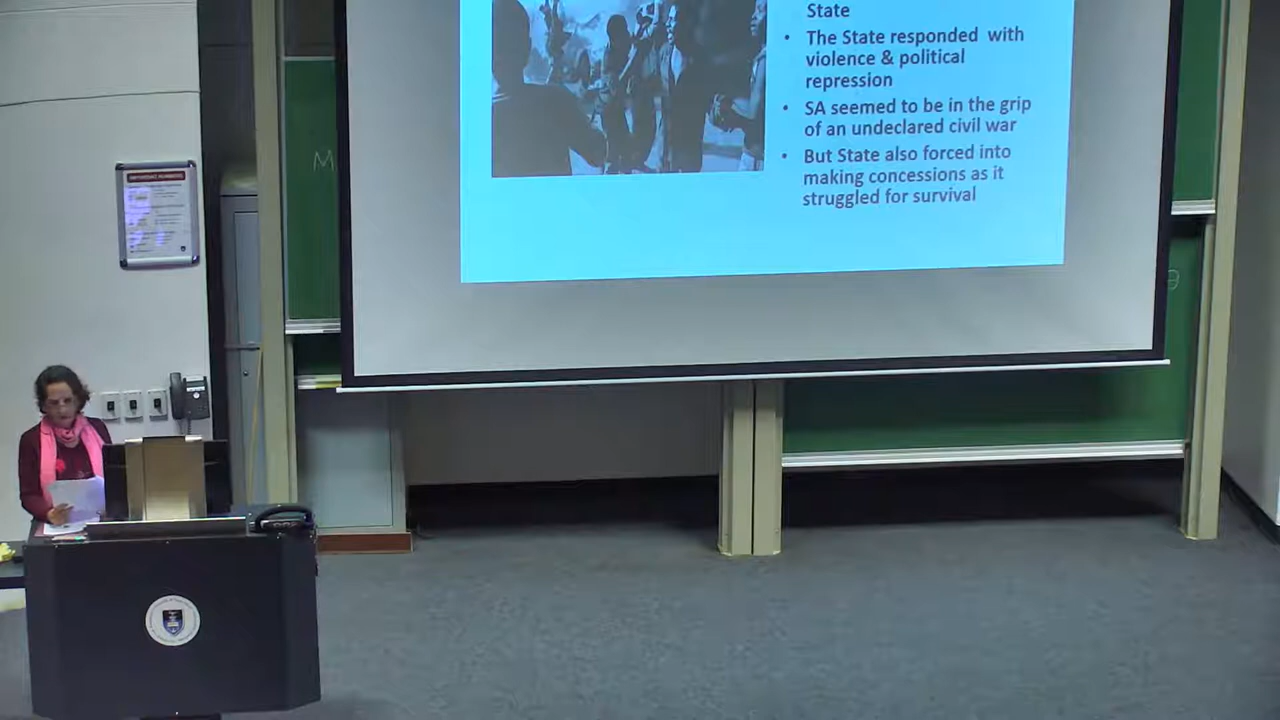 State
• The State responded with
violence & political
repression
• SA seemed to be in the grip
of an undeclared civil war
• But State also forced into
making concessions as it
struggled for survival
M